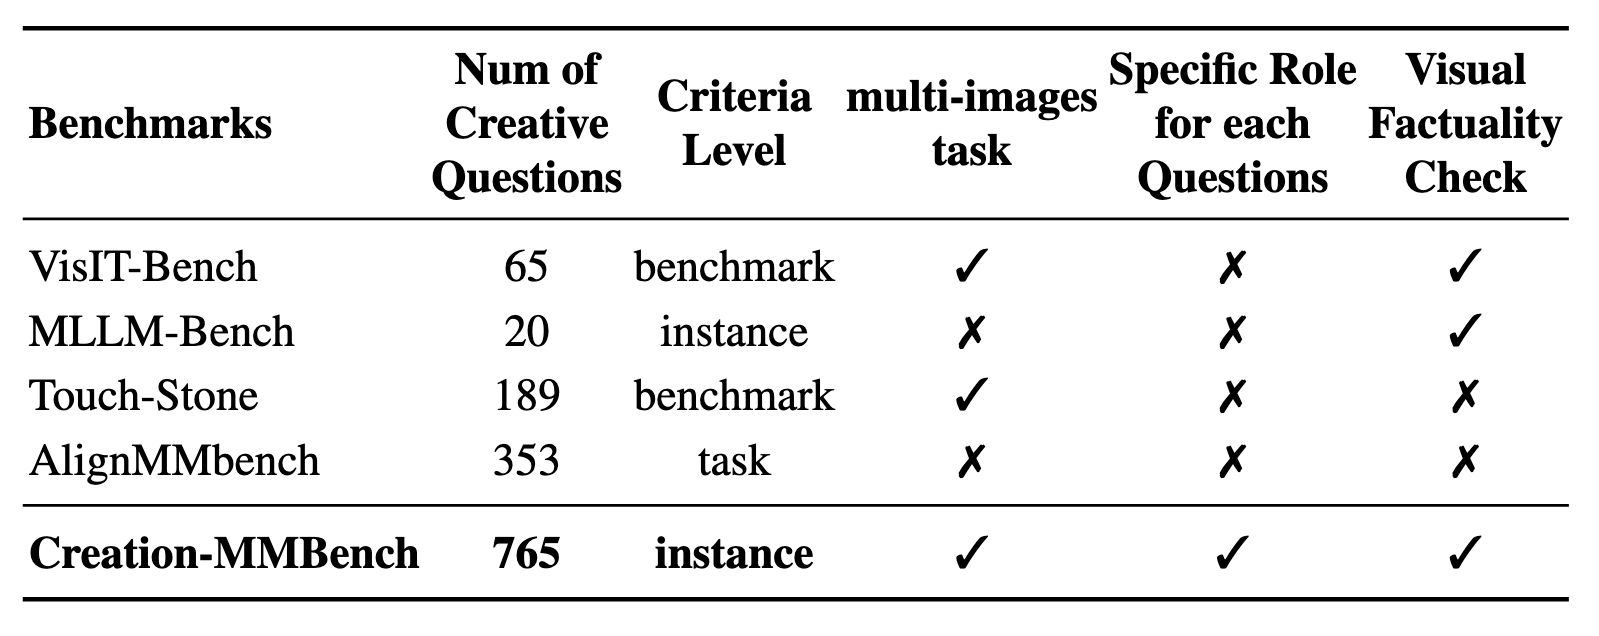 Benchmarks Num of Creative Questions Criteria Level multi-images task Specific Role for each Questions Visual Factuality Check
VisIT-Bench 65 benchmark ✓ ✗ ✓
MLLM-Bench 20 instance ✗ ✗ ✓
Touch-Stone 189 benchmark ✓ ✗ ✗
AlignMMbench 353 task ✗ ✗ ✗
Creation-MMBench 765 instance ✓ ✓ ✓